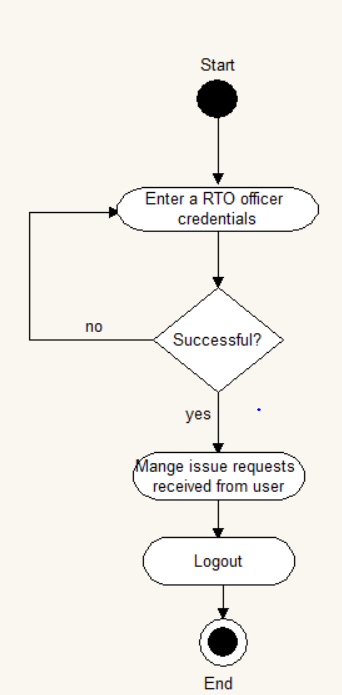 Start
Enter a RTO officer
credentials
no
Successful?
yes
Mange issue requests
received from user
Logout
End